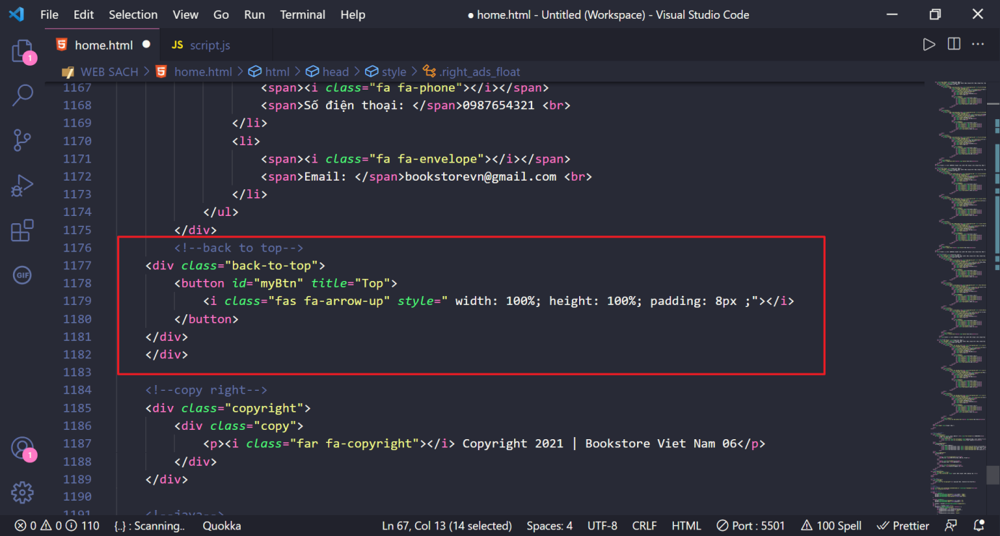 File Edit Selection View Go Run Terminal Help ● home.html - Untitled (Workspace) - Visual Studio Code
home.html ● JS script.js
WEB SACH > home.html > html > head > style > .right_ads_float
1167 <span><i class="fa fa-phone"></i></span>
1168 <span>Số điện thoại: </span>0987654321 <br>
1169 </li>
1170 <li>
1171 <span><i class="fa fa-envelope"></i></span>
1172 <span>Email: </span>bookstorevn@gmail.com <br>
1173 </li>
1174 </ul>
1175 </div>
1176 <!--back to top-->
1177 <div class="back-to-top">
1178 <button id="myBtn" title="Top">
1179 <i class="fas fa-arrow-up" style=" width: 100%; height: 100%; padding: 8px ;"></i>
1180 </button>
1181 </div>
1182 </div>
1183
1184 <!--copy right-->
1185 <div class="copyright">
1186 <div class="copy">
1187 <p><i class="far fa-copyright"></i> Copyright 2021 | Bookstore Viet Nam 06</p>
1188 </div>
1189 </div>
1190
1191 <!--java-->
1
GIF
1
0 0 110 {..} : Scanning.. Quokka Ln 67, Col 13 (14 selected) Spaces: 4 UTF-8 CRLF HTML Port : 5501 100 Spell Prettier